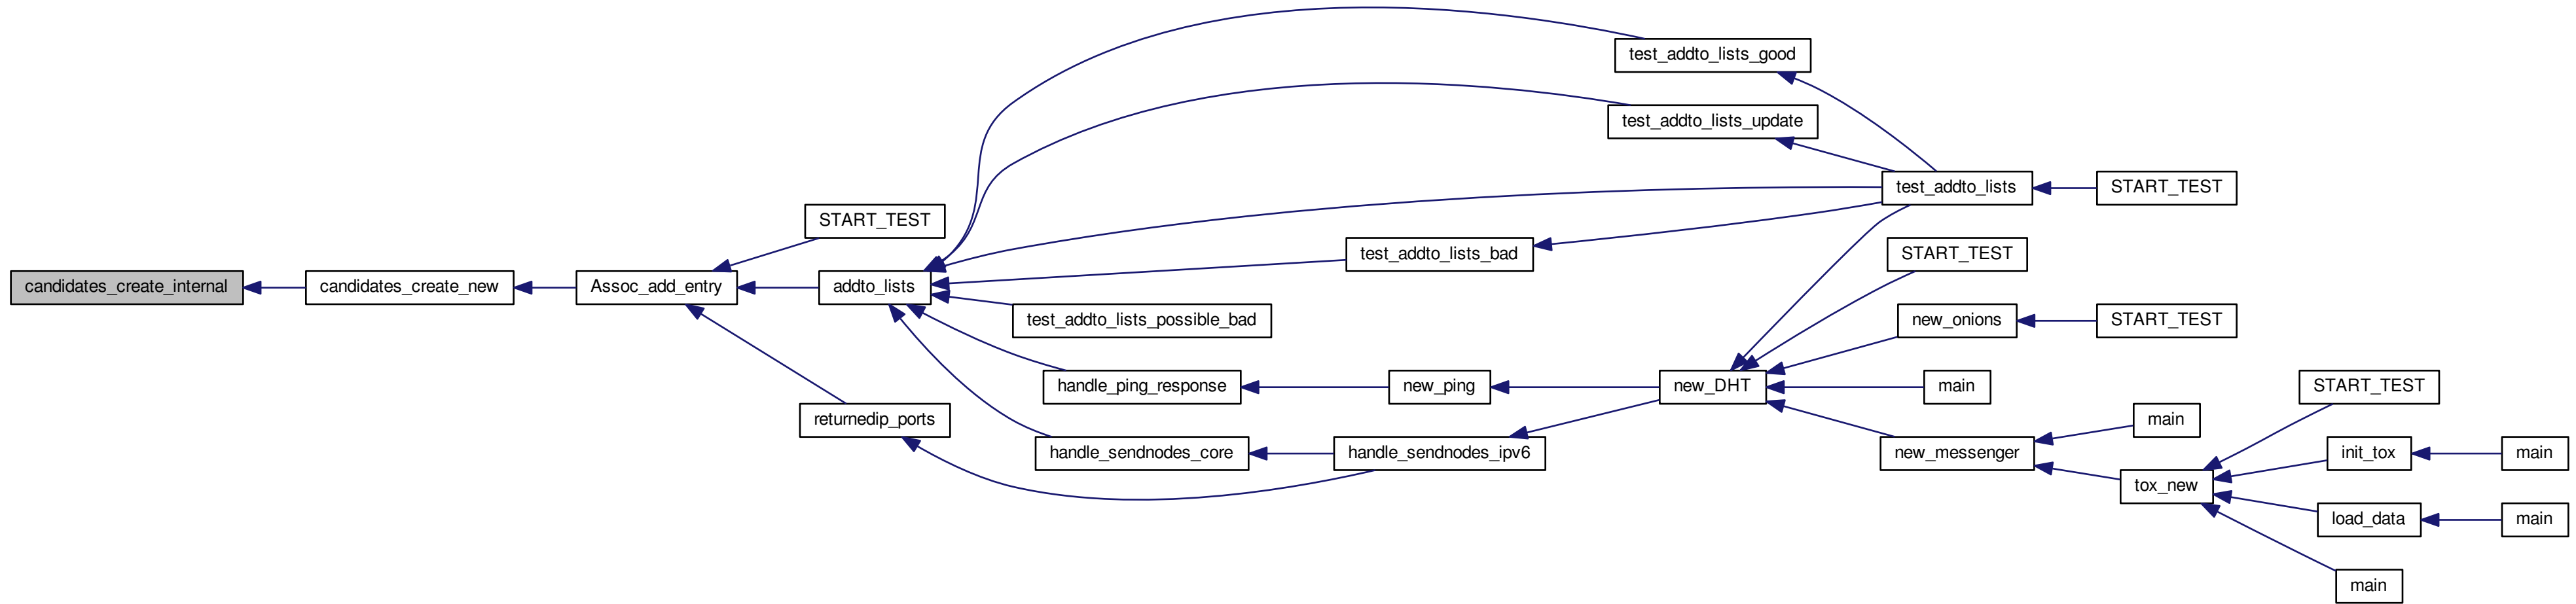 test_addto_lists_good
test_addto_lists_update
test_addto_lists
START_TEST
START_TEST
test_addto_lists_bad
START_TEST
candidates_create_internal
candidates_create_new
Assoc_add_entry
addto_lists
test_addto_lists_possible_bad
new_onions
START_TEST
handle_ping_response
new_ping
new_DHT
main
START_TEST
returnedip_ports
main
handle_sendnodes_core
handle_sendnodes_ipv6
new_messenger
init_tox
main
tox_new
load_data
main
main